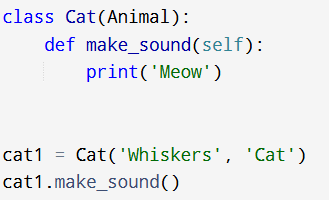 class Cat(Animal):
    def make_sound(self):
        print('Meow')
cat1 = Cat('Whiskers', 'Cat')
cat1.make_sound()